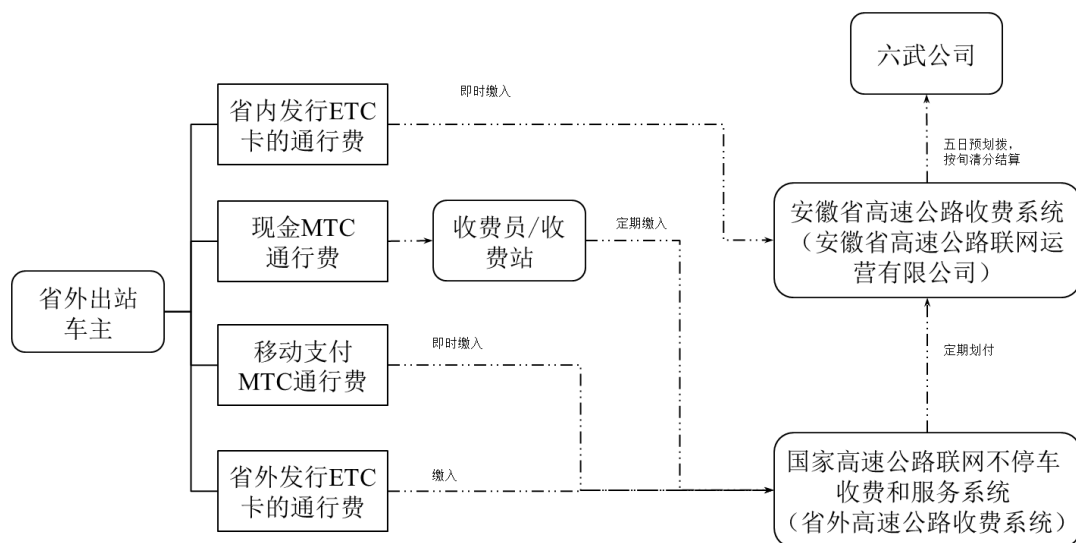 六武公司
省内发行ETC
卡的通行费
即时缴入
五日预划拨，
按旬清分结算
现金MTC
通行费
收费员/收
费站
定期缴入
安徽省高速公路收费系统
（安徽省高速公路联网运
营有限公司）
省外出站
车主
移动支付
MTC通行费
即时缴入
定期划付
省外发行ETC
卡的通行费
缴入
国家高速公路联网不停车
收费和服务系统
（省外高速公路收费系统）